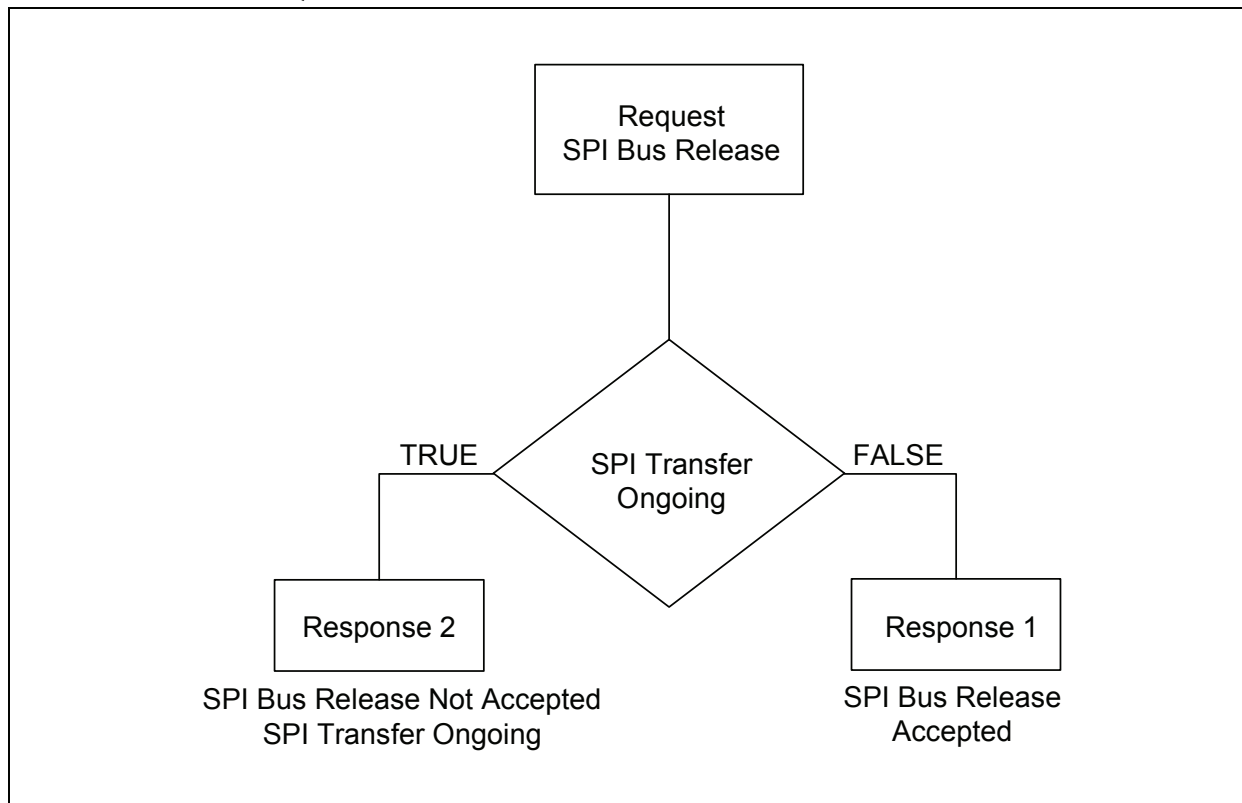 Request
SPI Bus Release
TRUE
SPI Transfer
Ongoing
FALSE
Response 2
SPI Bus Release Not Accepted
SPI Transfer Ongoing
Response 1
SPI Bus Release
Accepted